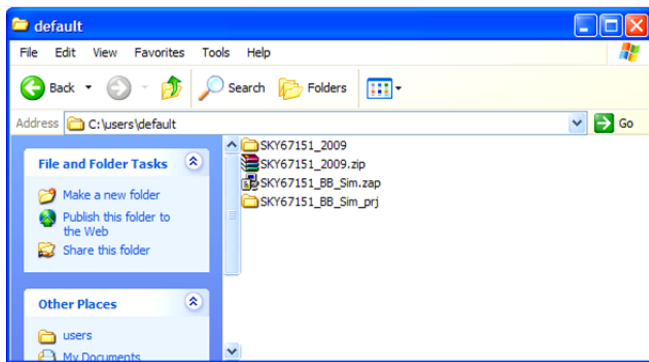 default
File Edit View Favorites Tools Help
Back Search Folders
Address C:\users\default Go
File and Folder Tasks
Make a new folder
Publish this folder to
the Web
Share this folder
Other Places
users
My Documents
SKY67151_2009
SKY67151_2009.zip
SKY67151_BB_Sim.zap
SKY67151_BB_Sim_prj